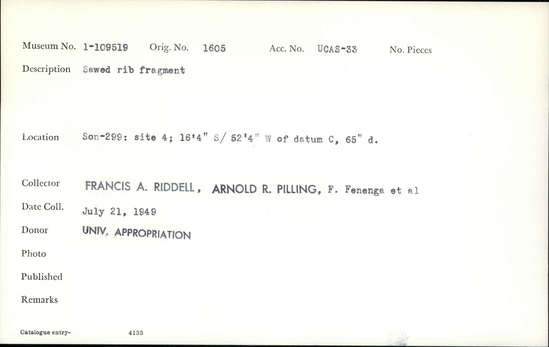 Museum No. 1-109519 Orig. No. 1605 Acc. No. UCAS-33 No. Pieces
Description Sawed rib fragment
Location Son-299: site 4; 16'4" S/ 52'4" W of datum C, 65" d.
Collector FRANCIS A. RIDDELL, ARNOLD R. PILLING, F. Fenenga et al
Date Coll. July 21, 1949
Donor UNIV. APPROPRIATION
Photo
Published
Remarks
Catalogue entry- 4133